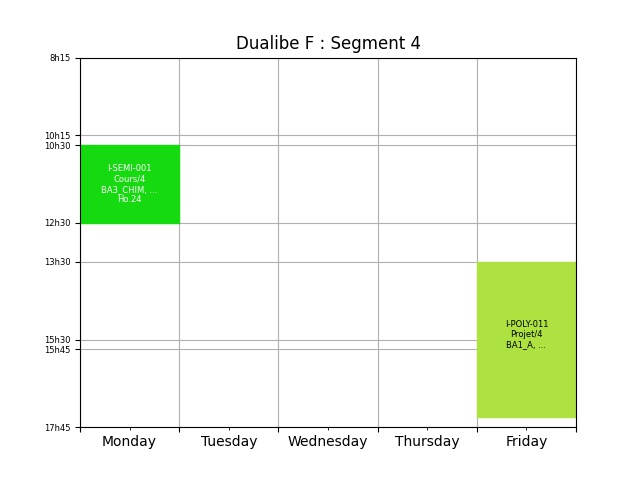 Dualibe F : Segment 4
8h15
10h15
10h30
I-SEMI-001
Cours/4
BA3_CHIM, ...
Ho.24
12h30
13h30
I-POLY-011
Projet/4
BA1_A, ...
15h30
15h45
17h45
Monday
Tuesday
Wednesday
Thursday
Friday